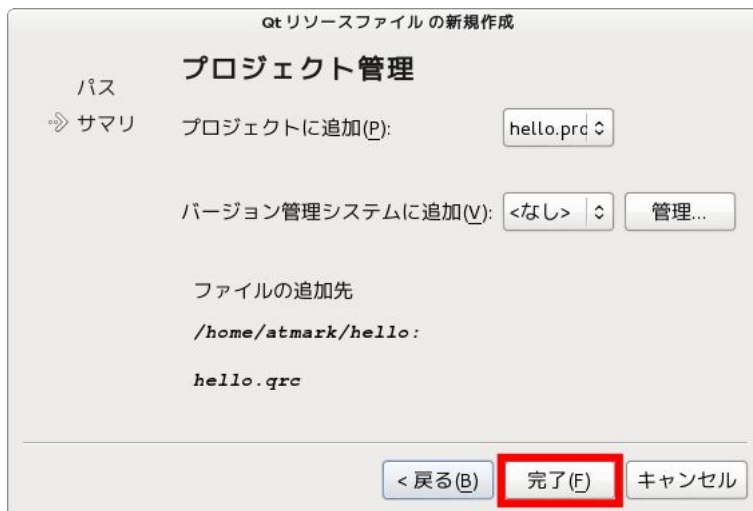 Qt リソースファイル の新規作成
パス
サマリ
プロジェクト管理
プロジェクトに追加(P):
hello.pro
バージョン管理システムに追加(V):
<なし>
管理...
ファイルの追加先
/home/atmark/hello:
hello.qrc
< 戻る(B)
完了(F)
キャンセル